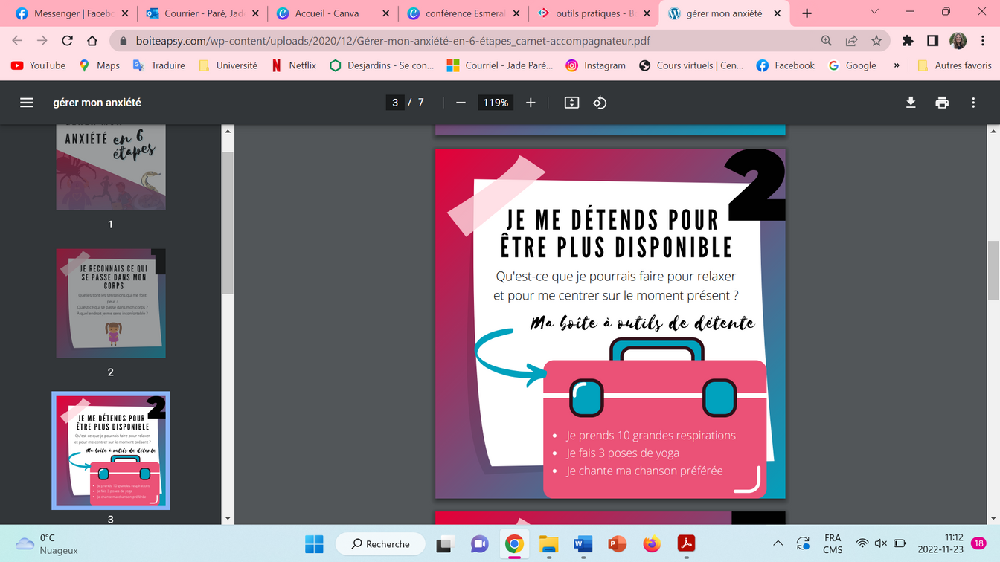 Messenger | Faceb
Courrier - Paré, Jad
Accueil - Canva
conférence Esmera
outils pratiques - B
gérer mon anxiété
boiteapsy.com/wp-content/uploads/2020/12/Gérer-mon-anxiété-en-6-étapes_carnet-accompagnateur.pdf
YouTube
Maps
Traduire
Université
Netflix
Desjardins - Se con...
Courriel - Jade Paré...
Instagram
Cours virtuels | Cen...
Facebook
Google
»
Autres favoris
gérer mon anxiété
3 / 7
119%
ANXIÉTÉ en 6
étapes
1
JE RECONNAIS CE QUI
SE PASSE DANS MON
CORPS
Quelles sont les sensations qui me font
peur ?
Qu'est ce qui se passe dans mon corps ?
À quel endroit je me sens inconfortable ?
2
2
JE ME DÉTENDS POUR
ÊTRE PLUS DISPONIBLE
Qu'est-ce que je pourrais faire pour relaxer
et pour me centrer sur le moment présent ?
Ma boîte à outils de détente
• Je prends 10 grandes respirations
• Je fais 3 poses de yoga
• Je chante ma chanson préférée
3
2
JE ME DÉTENDS POUR
ÊTRE PLUS DISPONIBLE
Qu'est-ce que je pourrais faire pour relaxer
et pour me centrer sur le moment présent ?
Ma boîte à outils de détente
• Je prends 10 grandes respirations
• Je fais 3 poses de yoga
• Je chante ma chanson préférée
0°C
Nuageux
Recherche
FRA
CMS
11:12
2022-11-23
18